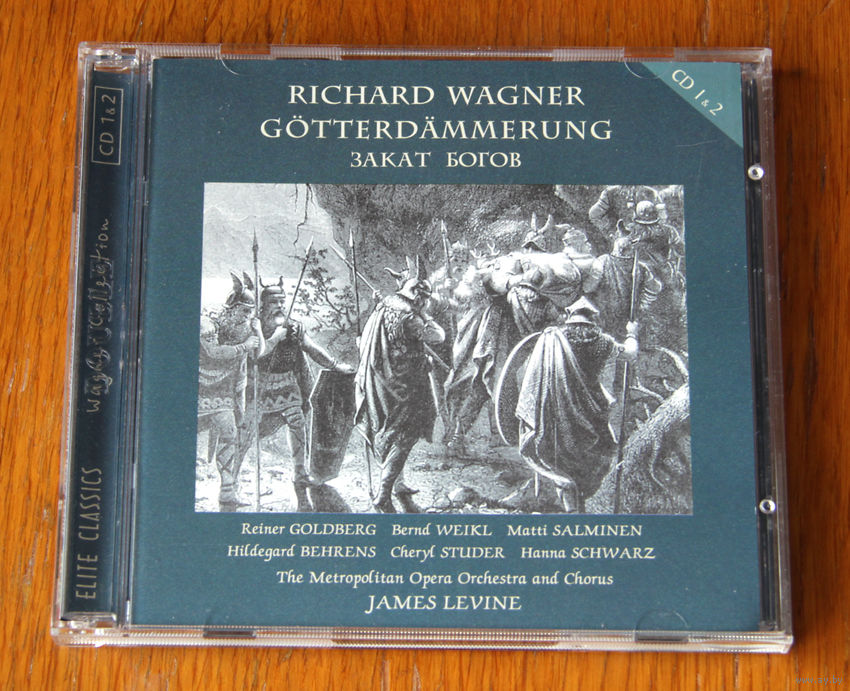 RICHARD WAGNER
GÖTTERDÄMMERUNG
ЗАКАТ БОГОВ
CD 1 & 2
Reiner GOLDBERG Bernd WEIKL Matti SALMINEN
Hildegard BEHRENS Cheryl STUDER Hanna SCHWARZ
The Metropolitan Opera Orchestra and Chorus
JAMES LEVINE
CD 1 & 2
Wagner Collection
ELITE CLASSICS